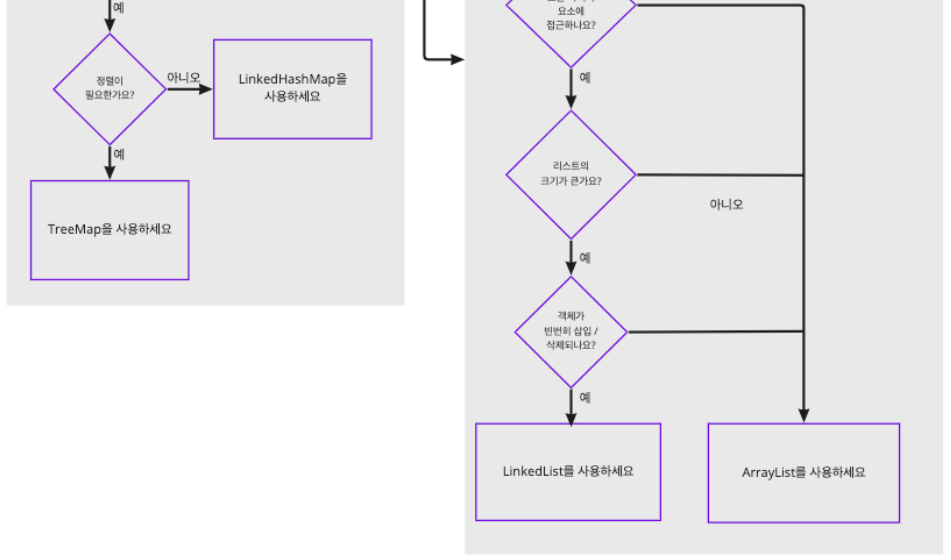 예
정렬이
필요한가요?
아니오
LinkedHashMap을
사용하세요
예
TreeMap을 사용하세요
요소에
접근하나요?
예
리스트의
크기가 큰가요?
아니오
예
객체가
빈번히 삽입 /
삭제되나요?
예
LinkedList를 사용하세요
ArrayList를 사용하세요